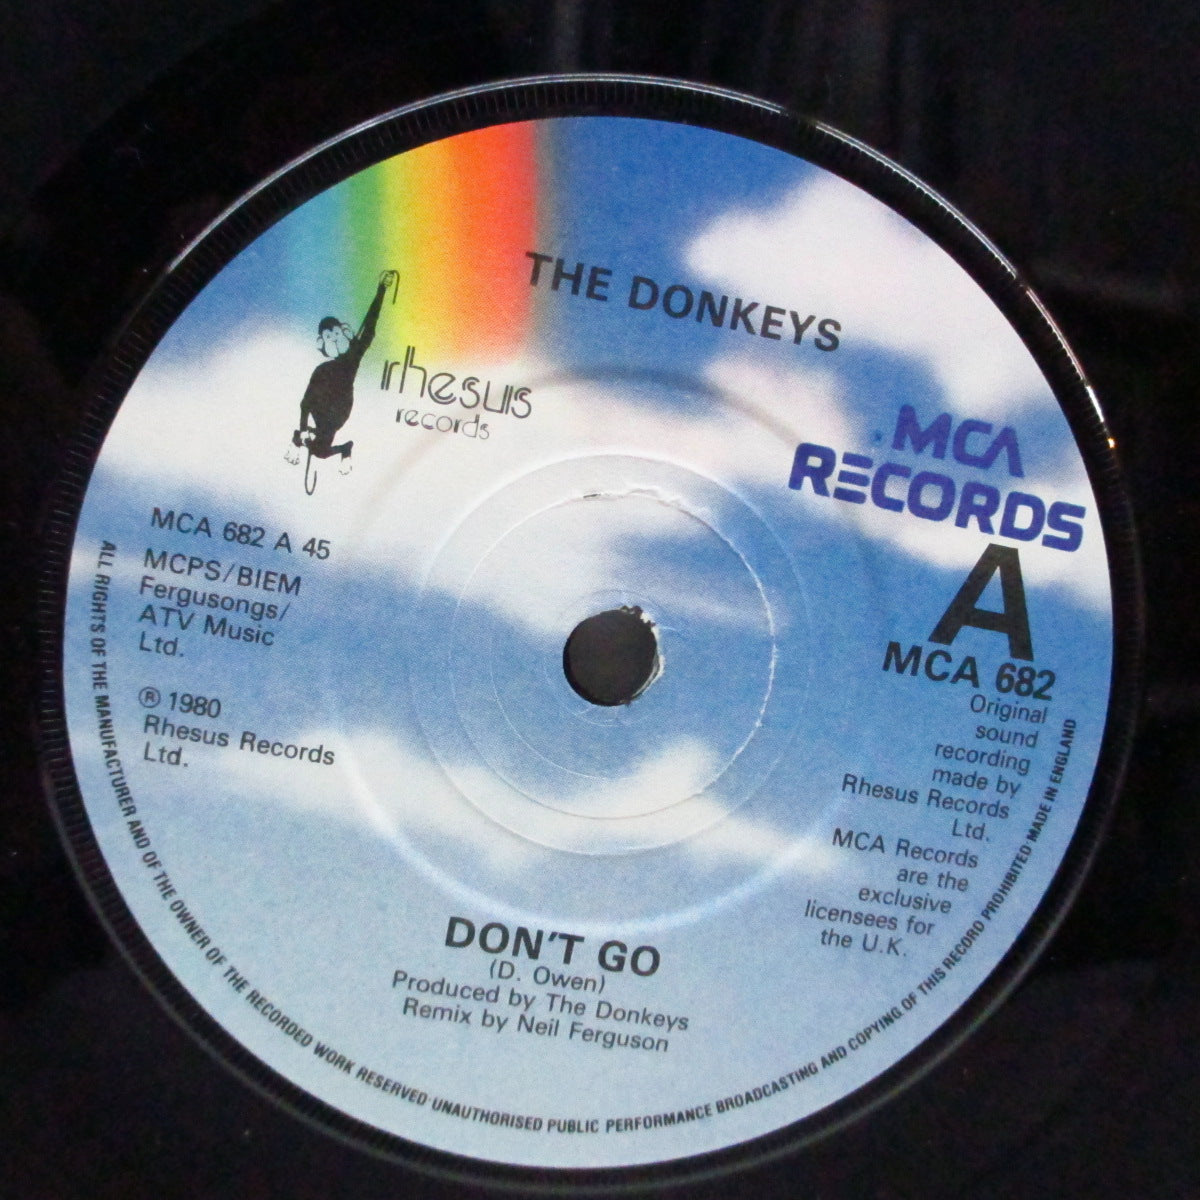 THE DONKEYS
rhesus
records
MCA
RECORDS
A
MCA 682
MCA 682 A 45
MCPS/BIEM
Fergusongs/
ATV Music
Ltd.
Ⓡ 1980
Rhesus Records
Ltd.
Original
sound
recording
made by
Rhesus Records
Ltd.
MCA Records
are the
exclusive
licensees for
the U.K.
DON'T GO
(D. Owen)
Produced by The Donkeys
Remix by Neil Ferguson
ALL RIGHTS OF THE MANUFACTURER AND OF THE OWNER OF THE RECORDED WORK RESERVED·UNAUTHORISED PUBLIC PERFORMANCE BROADCASTING AND COPYING OF THIS RECORD PROHIBITED·MADE IN ENGLAND